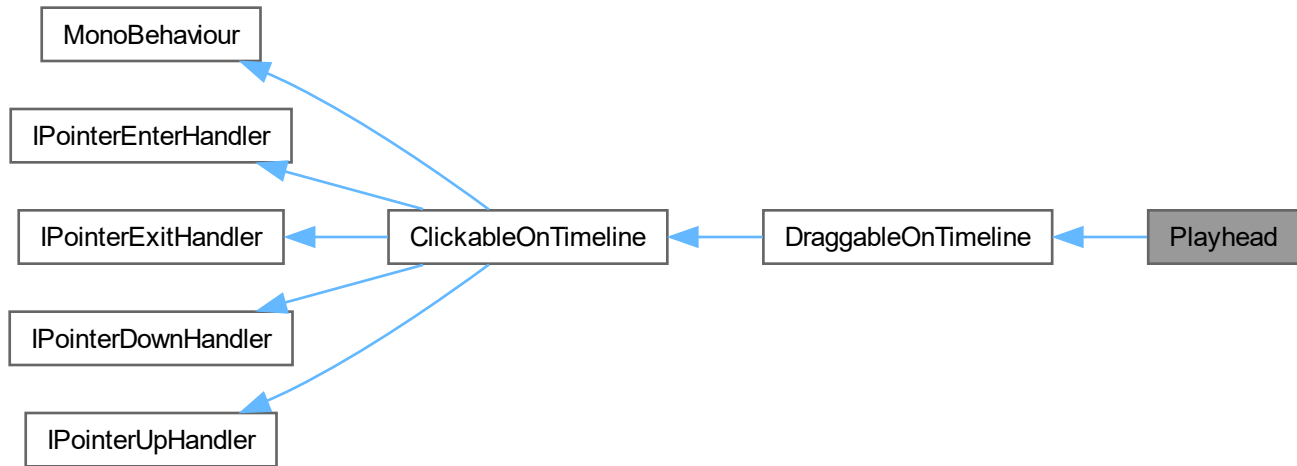 MonoBehaviour
IPointerEnterHandler
IPointerExitHandler
ClickableOnTimeline
DraggableOnTimeline
Playhead
IPointerDownHandler
IPointerUpHandler